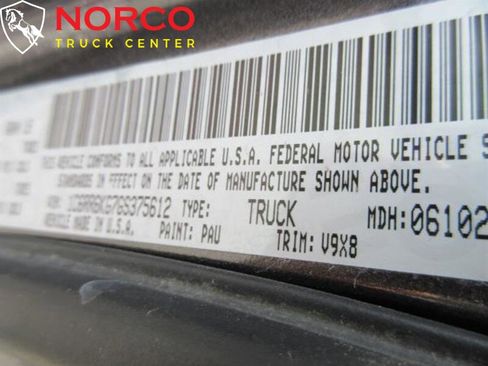 NORCO
TRUCK CENTER
THIS VEHICLE CONFORMS TO ALL APPLICABLE U.S.A. FEDERAL MOTOR VEHICLE S
STANDARDS IN EFFECT ON THE DATE OF MANUFACTURE SHOWN ABOVE.
VIN: TYPE: TRUCK MDH: 06102
MADE IN U.S.A. PAINT: PAU TRIM: V9X8